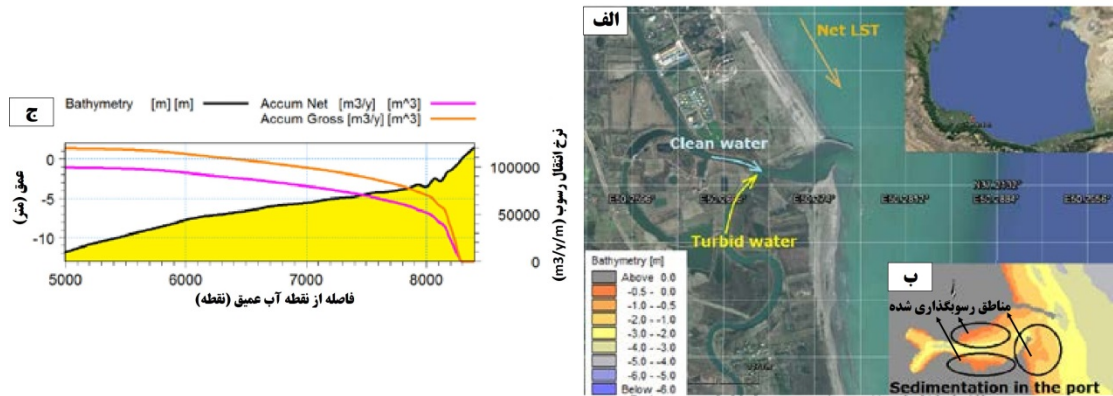 ج
Bathymetry [m] [m]
Accum Net [m3/y] [m^3]
Accum Gross [m3/y] [m^3]
عمق (متر)
0
-5
-10
100000
50000
0
نرخ انتقال رسوب (m3/y/m)
5000 6000 7000 8000
فاصله از نقطه آب عمیق (نقطه)
الف
Net LST
Clean water
Turbid water
Bathymetry [m]
Above 0.0
-0.5 - 0.0
-1.0 - -0.5
-2.0 - -1.0
-3.0 - -2.0
-4.0 - -3.0
-5.0 - -4.0
-6.0 - -5.0
Below -6.0
ب
مناطق رسوبگذاری شده
Sedimentation in the port